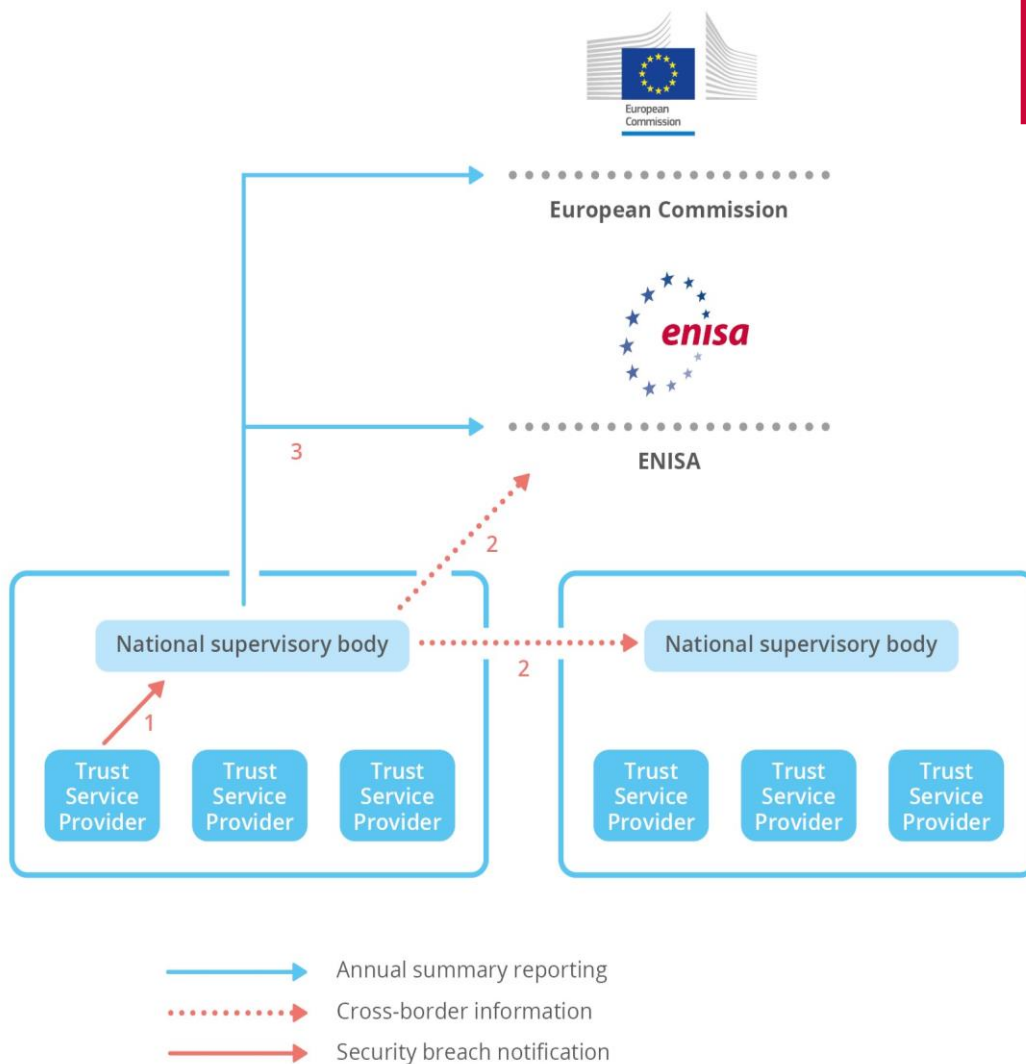 European
Commission
European Commission
enisa
3
ENISA
2
National supervisory body
2
National supervisory body
1
Trust
Service
Provider
Trust
Service
Provider
Trust
Service
Provider
Trust
Service
Provider
Trust
Service
Provider
Trust
Service
Provider
Annual summary reporting
Cross-border information
Security breach notification